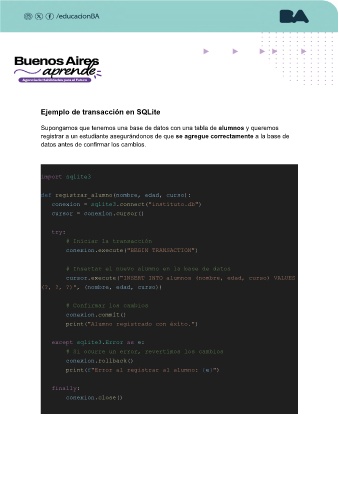 /educacionBA
BA
Buenos Aires
aprende
Agencia de Habilidades para el Futuro
Ejemplo de transacción en SQLite
Supongamos que tenemos una base de datos con una tabla de alumnos y queremos
registrar a un estudiante asegurándonos de que se agregue correctamente a la base de
datos antes de confirmar los cambios.
import sqlite3
def registrar_alumno(nombre, edad, curso):
conexion = sqlite3.connect("instituto.db")
cursor = conexion.cursor()
try:
# Iniciar la transacción
conexion.execute("BEGIN TRANSACTION")
# Insertar el nuevo alumno en la base de datos
cursor.execute("INSERT INTO alumnos (nombre, edad, curso) VALUES
(?, ?, ?)", (nombre, edad, curso))
# Confirmar los cambios
conexion.commit()
print("Alumno registrado con éxito.")
except sqlite3.Error as e:
# Si ocurre un error, revertimos los cambios
conexion.rollback()
print(f"Error al registrar al alumno: {e}")
finally:
conexion.close()